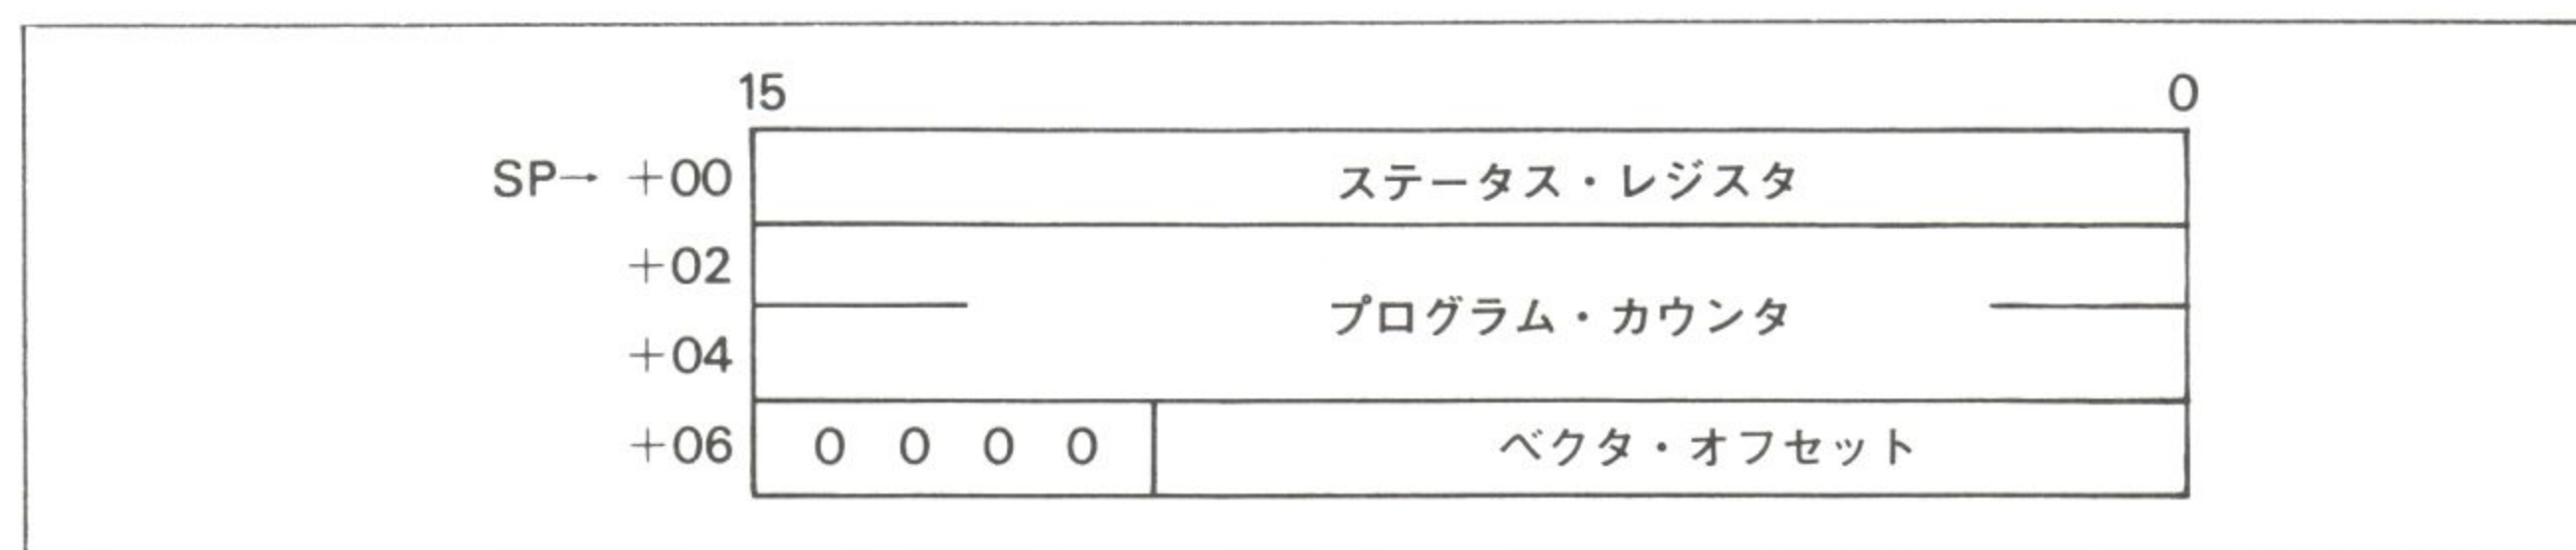 15 0
SP→ +00 ステータス・レジスタ
+02
プログラム・カウンタ
+04
+06 0 0 0 0 ベクタ・オフセット